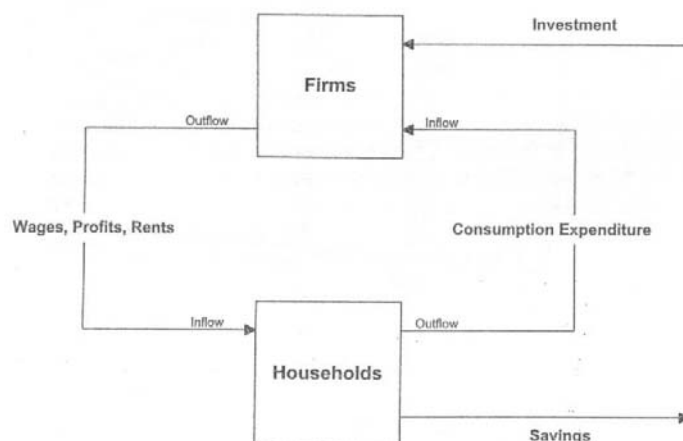 Investment
Firms
Outflow
Inflow
Wages, Profits, Rents
Consumption Expenditure
Inflow
Outflow
Households
Savings